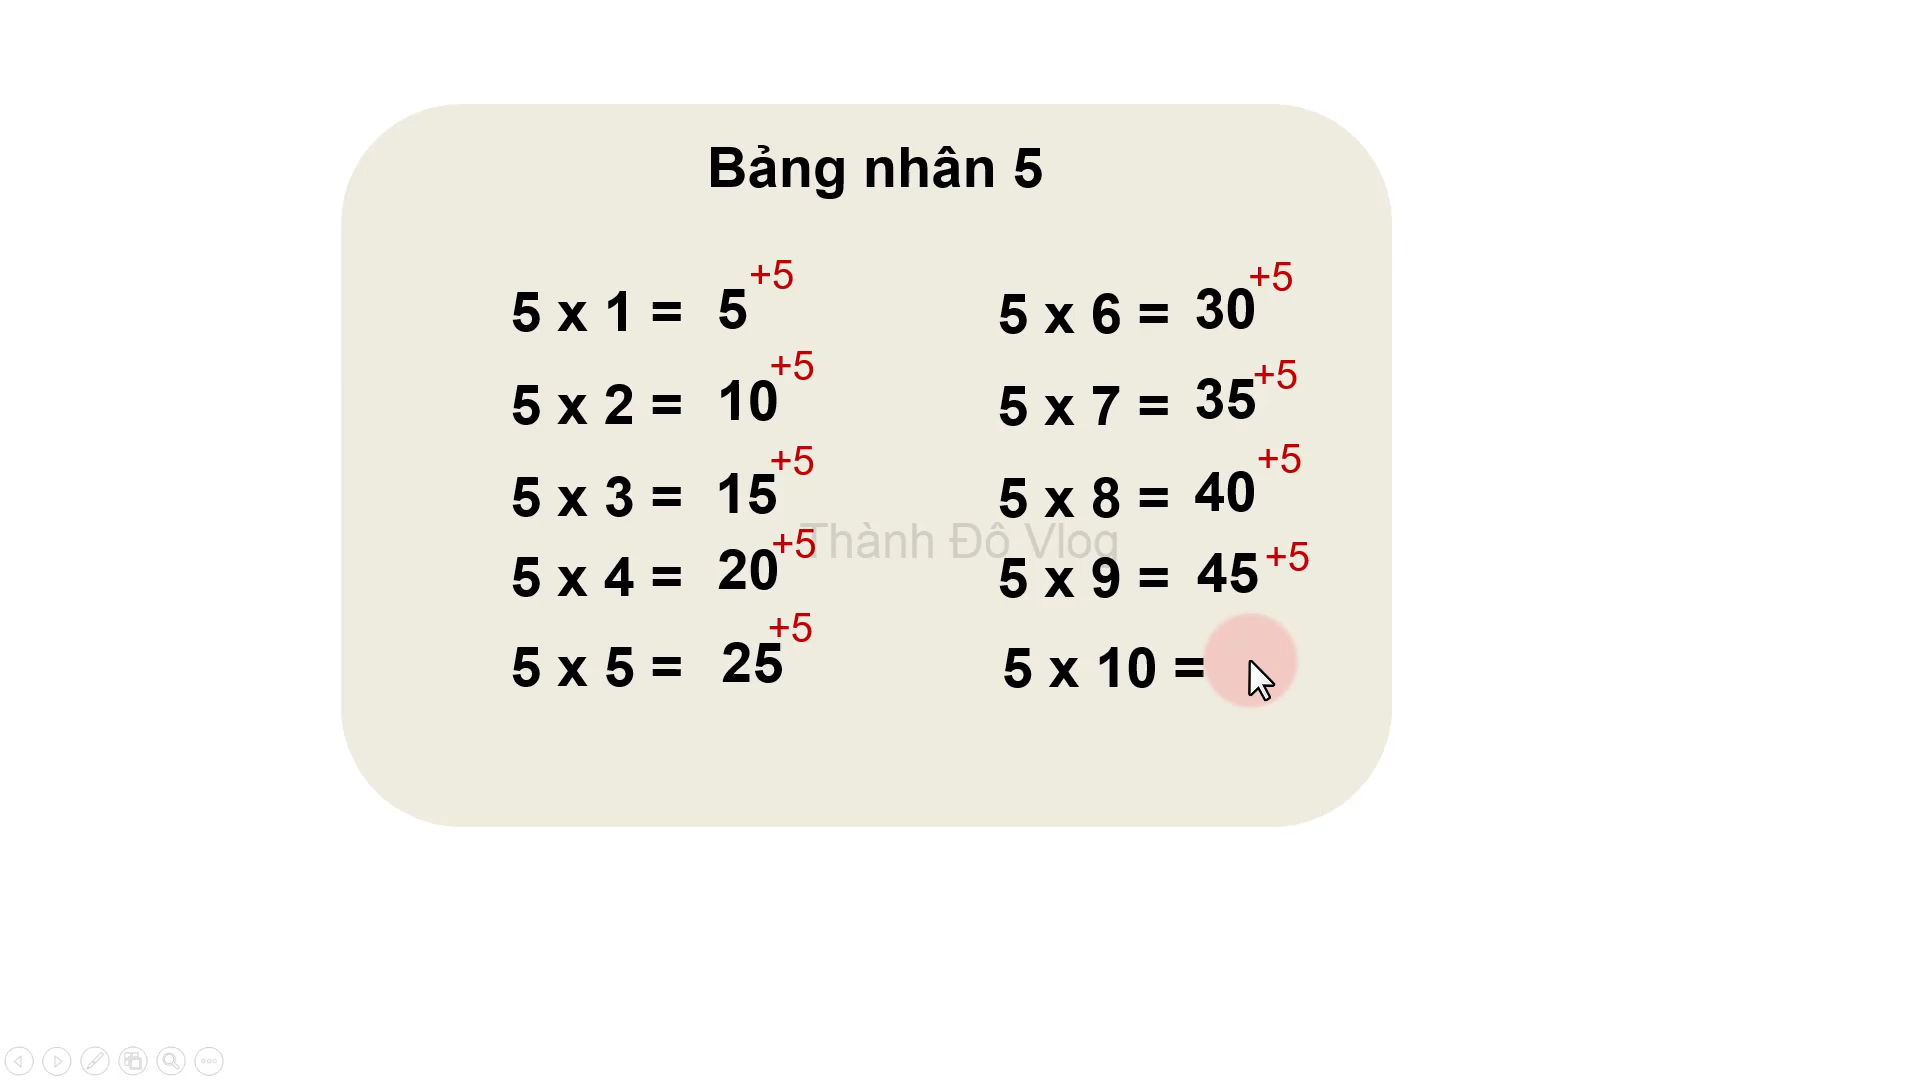 Bảng nhân 5
5 x 1 = 5 +5
5 x 2 = 10 +5
5 x 3 = 15 +5
5 x 4 = 20 +5
5 x 5 = 25 +5
5 x 6 = 30 +5
5 x 7 = 35 +5
5 x 8 = 40 +5
5 x 9 = 45 +5
5 x 10 =
Thành Đô Vlog